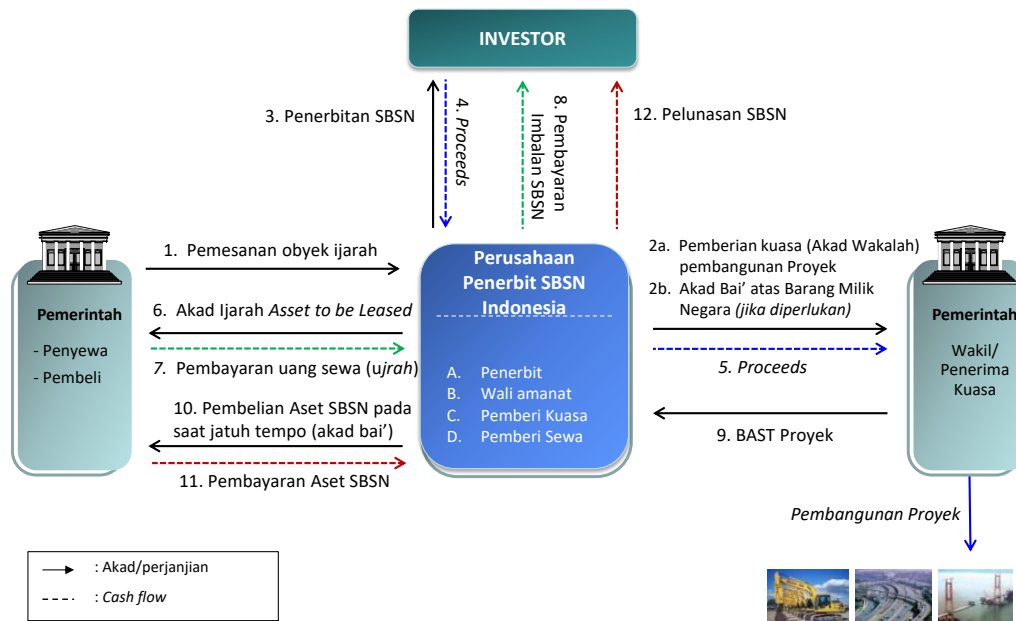 INVESTOR
3. Penerbitan SBSN
4. Proceeds
8. Pembayaran
Imbalan SBSN
12. Pelunasan SBSN
1. Pemesanan obyek ijarah
6. Akad Ijarah Asset to be Leased
7. Pembayaran uang sewa (ujrah)
10. Pembelian Aset SBSN pada
saat jatuh tempo (akad bai’)
11. Pembayaran Aset SBSN
Pemerintah
- Penyewa
- Pembeli
Perusahaan
Penerbit SBSN
Indonesia
A. Penerbit
B. Wali amanat
C. Pemberi Kuasa
D. Pemberi Sewa
2a. Pemberian kuasa (Akad Wakalah)
pembangunan Proyek
2b. Akad Bai’ atas Barang Milik
Negara (jika diperlukan)
5. Proceeds
9. BAST Proyek
Pemerintah
Wakil/
Penerima
Kuasa
Pembangunan Proyek
: Akad/perjanjian
: Cash flow